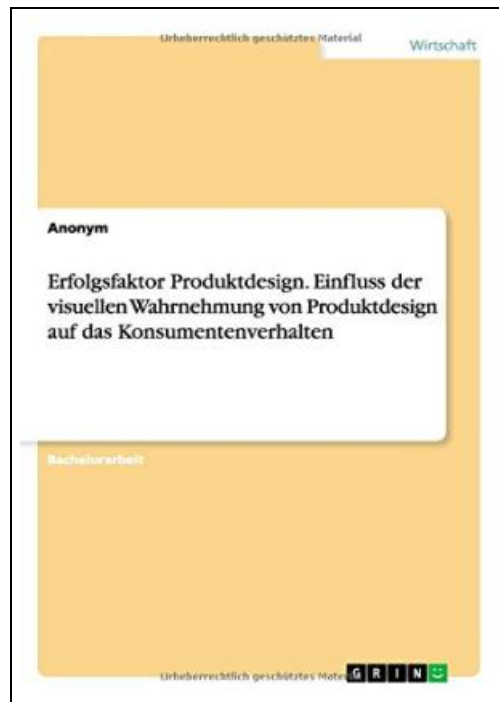 Urheberrechtlich geschütztes Material
Wirtschaft
Anonym
Erfolgsfaktor Produktdesign. Einfluss der
visuellen Wahrnehmung von Produktdesign
auf das Konsumentenverhalten
Bachelorarbeit
Urheberrechtlich geschütztes Mate
GRIN